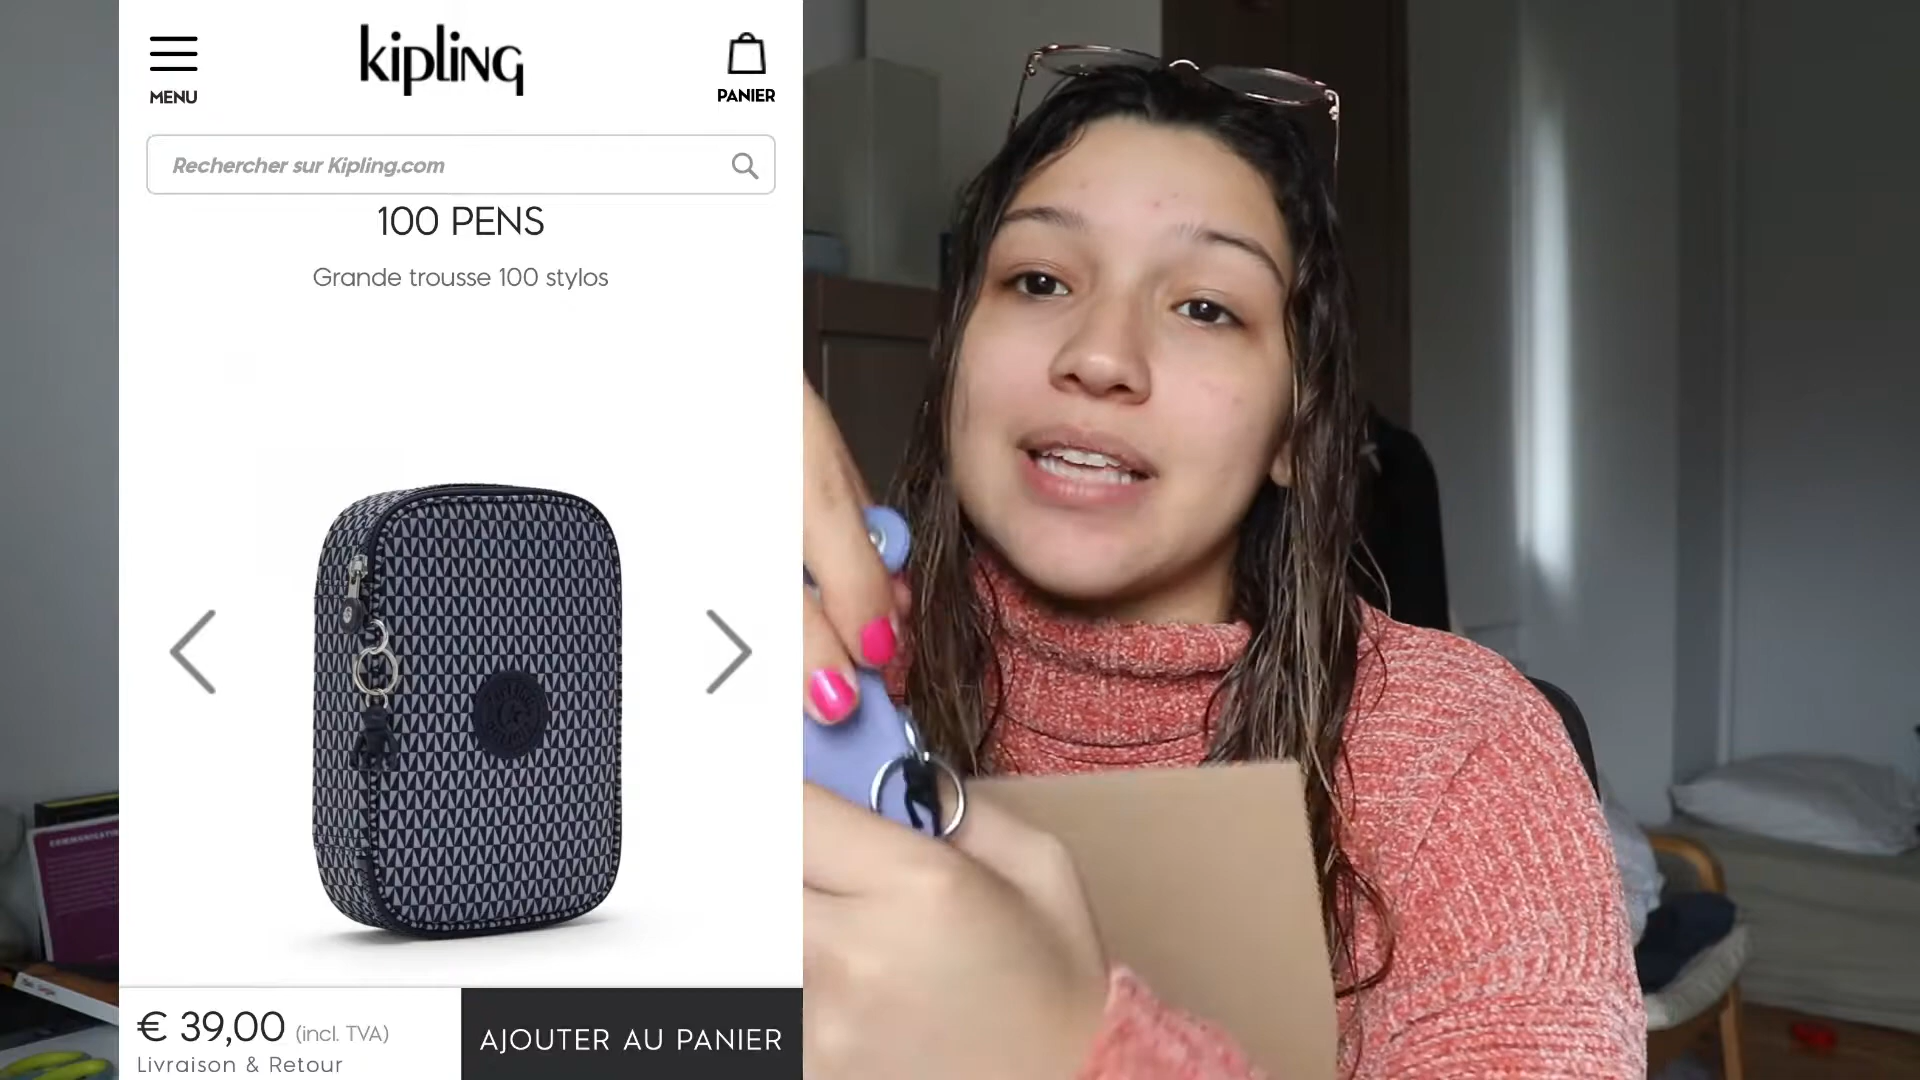 kipling
MENU
PANIER
Rechercher sur Kipling.com
100 PENS
Grande trousse 100 stylos
€ 39,00 (incl. TVA)
Livraison & Retour
AJOUTER AU PANIER